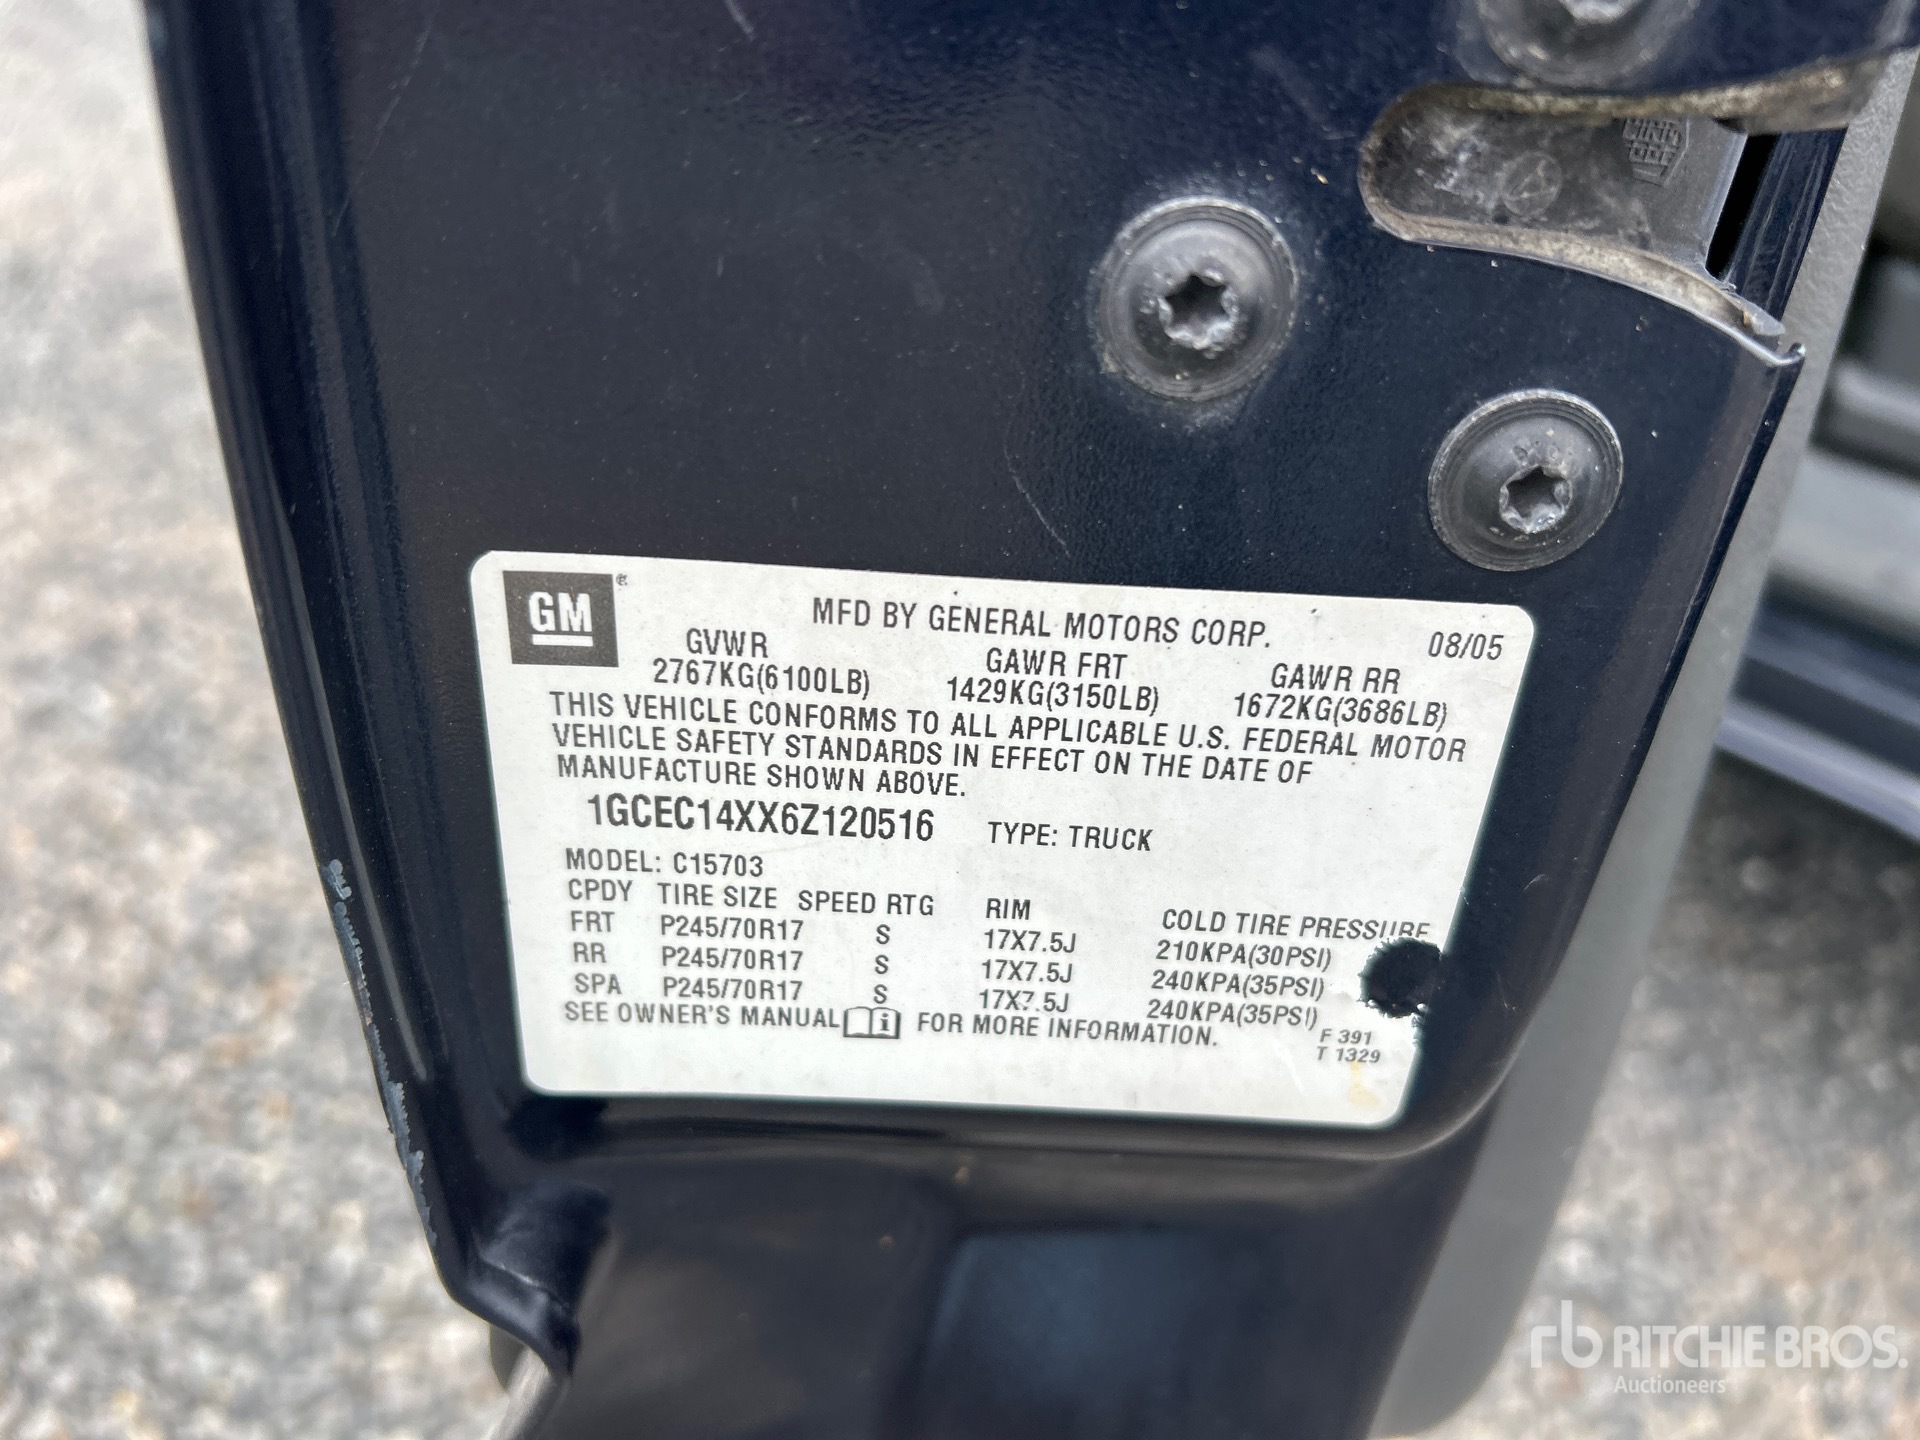 GM
MFD BY GENERAL MOTORS CORP. 08/05
GVWR GAWR FRT GAWR RR
2767KG(6100LB) 1429KG(3150LB) 1672KG(3686LB)
THIS VEHICLE CONFORMS TO ALL APPLICABLE U.S. FEDERAL MOTOR
VEHICLE SAFETY STANDARDS IN EFFECT ON THE DATE OF
MANUFACTURE SHOWN ABOVE.
1GCEC14XX6Z120516 TYPE: TRUCK
MODEL: C15703
CPDY TIRE SIZE SPEED RTG RIM COLD TIRE PRESSURE
FRT P245/70R17 S 17X7.5J 210KPA(30PSI)
RR P245/70R17 S 17X7.5J 240KPA(35PSI)
SPA P245/70R17 S 17X7.5J 240KPA(35PSI)
SEE OWNER'S MANUAL i FOR MORE INFORMATION.
F 391
T 1329
rb RITCHIE BROS.
Auctioneers